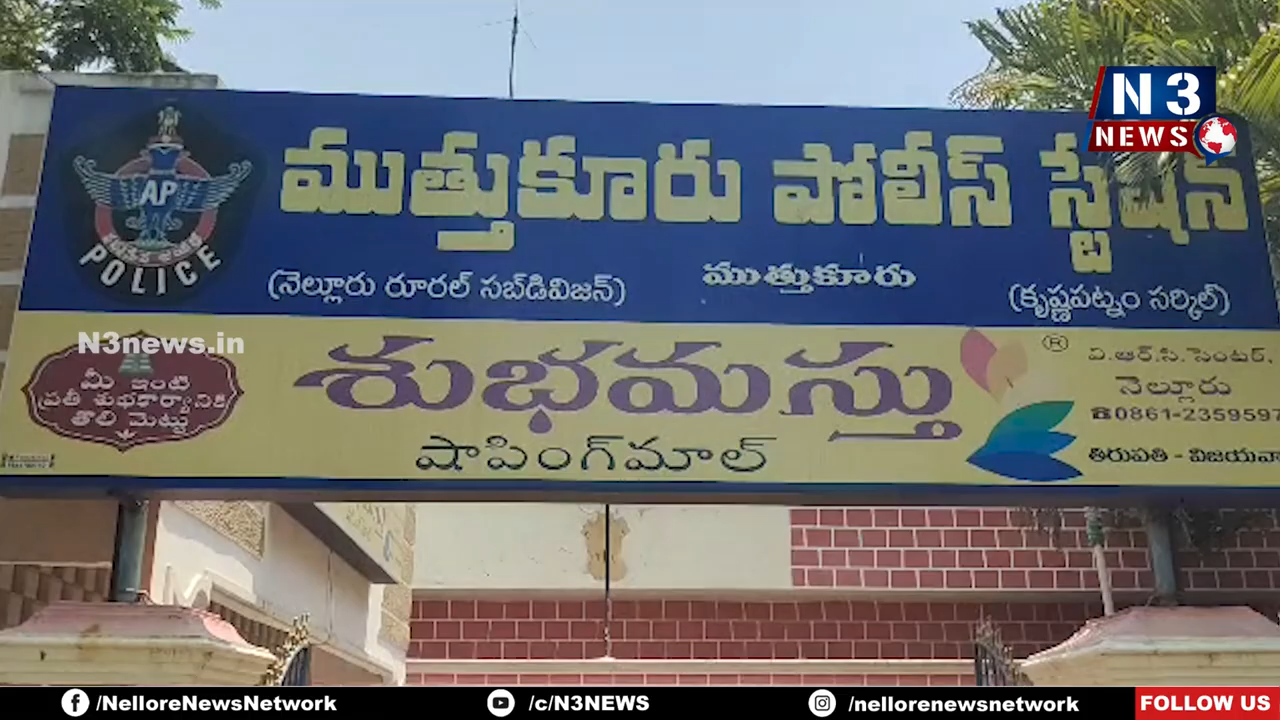 N3
NEWS
ముత్తుకూరు పోలీస్ స్టేషన్
AP
POLICE
(నెల్లూరు రూరల్ సబ్‌డివిజన్)
ముత్తుకూరు
(కృష్ణపట్నం సర్కిల్)
N3news.in
మీ ఇంటి
ప్రతీ శుభకార్యానికి
తొలి మెట్టు
శుభమస్తు
షాపింగ్‌మాల్
®
వి.ఆర్.సి.సెంటర్,
నెల్లూరు
☎0861-2359597
తిరుపతి - విజయవా
/NelloreNewsNetwork
/c/N3NEWS
/nellorenewsnetwork
FOLLOW US